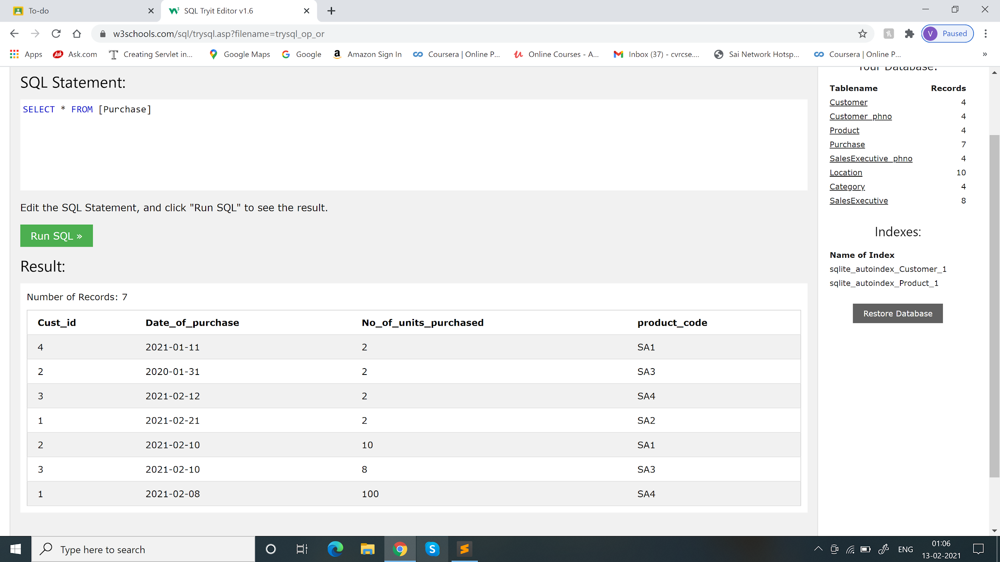 To-do
SQL Tryit Editor v1.6
w3schools.com/sql/trysql.asp?filename=trysql_op_or
V Paused
Apps Ask Ask.com Creating Servlet in... Google Maps Google Amazon Sign In Coursera | Online P... Online Courses - A... Inbox (37) - cvrcse.... Sai Network Hotsp... Coursera | Online P... »
SQL Statement:
SELECT * FROM [Purchase]
Edit the SQL Statement, and click "Run SQL" to see the result.
Run SQL »
Result:
Number of Records: 7
Cust_id Date_of_purchase No_of_units_purchased product_code
4 2021-01-11 2 SA1
2 2020-01-31 2 SA3
3 2021-02-12 2 SA4
1 2021-02-21 2 SA2
2 2021-02-10 10 SA1
3 2021-02-10 8 SA3
1 2021-02-08 100 SA4
Your Database:
Tablename Records
Customer 4
Customer_phno 4
Product 4
Purchase 7
SalesExecutive_phno 4
Location 10
Category 4
SalesExecutive 8
Indexes:
Name of Index
sqlite_autoindex_Customer_1
sqlite_autoindex_Product_1
Restore Database
Type here to search
ENG
01:06
13-02-2021